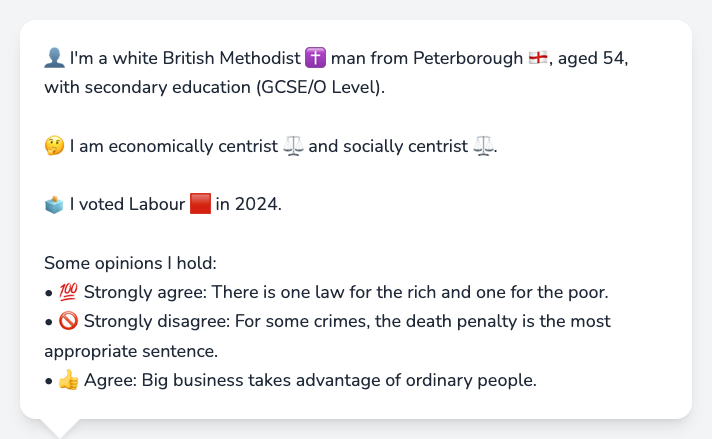 👤 I'm a white British Methodist ✝️ man from Peterborough 🏴󠁧󠁢󠁥󠁮󠁧󠁿, aged 54,
with secondary education (GCSE/O Level).
🤔 I am economically centrist ⚖️ and socially centrist ⚖️.
🗳️ I voted Labour 🟥 in 2024.
Some opinions I hold:
• 💯 Strongly agree: There is one law for the rich and one for the poor.
• 🚫 Strongly disagree: For some crimes, the death penalty is the most
appropriate sentence.
• 👍 Agree: Big business takes advantage of ordinary people.